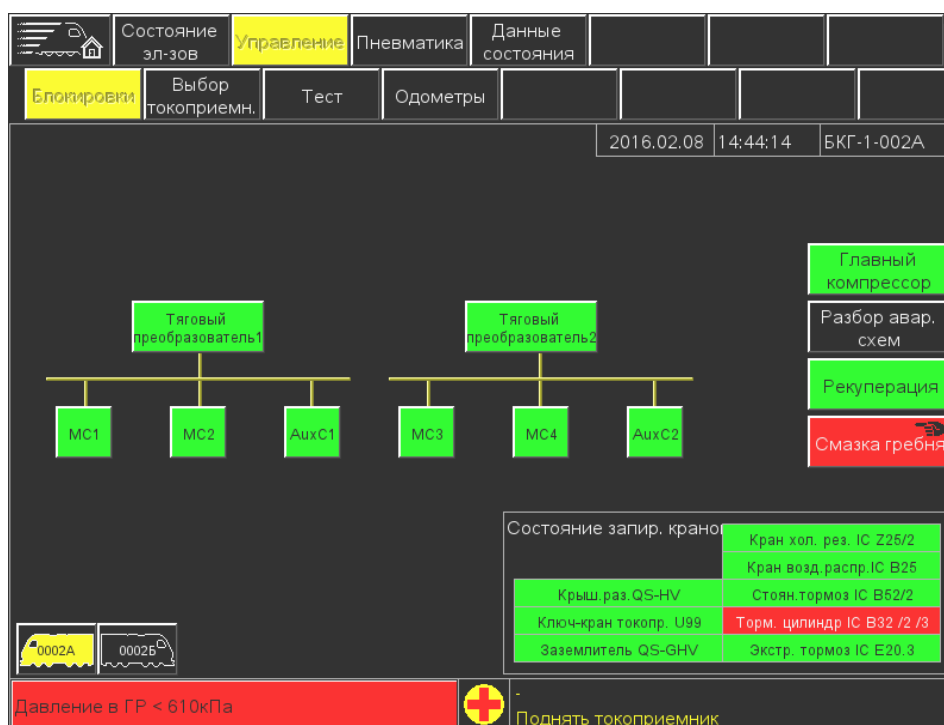 Состояние
эл-зов
Управление
Пневматика
Данные
состояния
Блокировки
Выбор
токоприемн.
Тест
Одометры
2016.02.08
14:44:14
БКГ-1-002А
Главный
компрессор
Разбор авар.
схем
Рекуперация
Смазка гребня
Тяговый
преобразователь1
Тяговый
преобразователь2
МС1
МС2
AuxC1
МС3
МС4
AuxC2
Состояние запир. кранов
Кран хол. рез. IC Z25/2
Кран возд.распр.IC B25
Крыш.раз.QS-HV
Стоян.тормоз IC B52/2
Ключ-кран токопр. U99
Торм. цилиндр IC B32 /2 /3
Заземлитель QS-GHV
Экстр. тормоз IC E20.3
0002А
0002Б
Давление в ГР < 610кПа
-
Поднять токоприемник